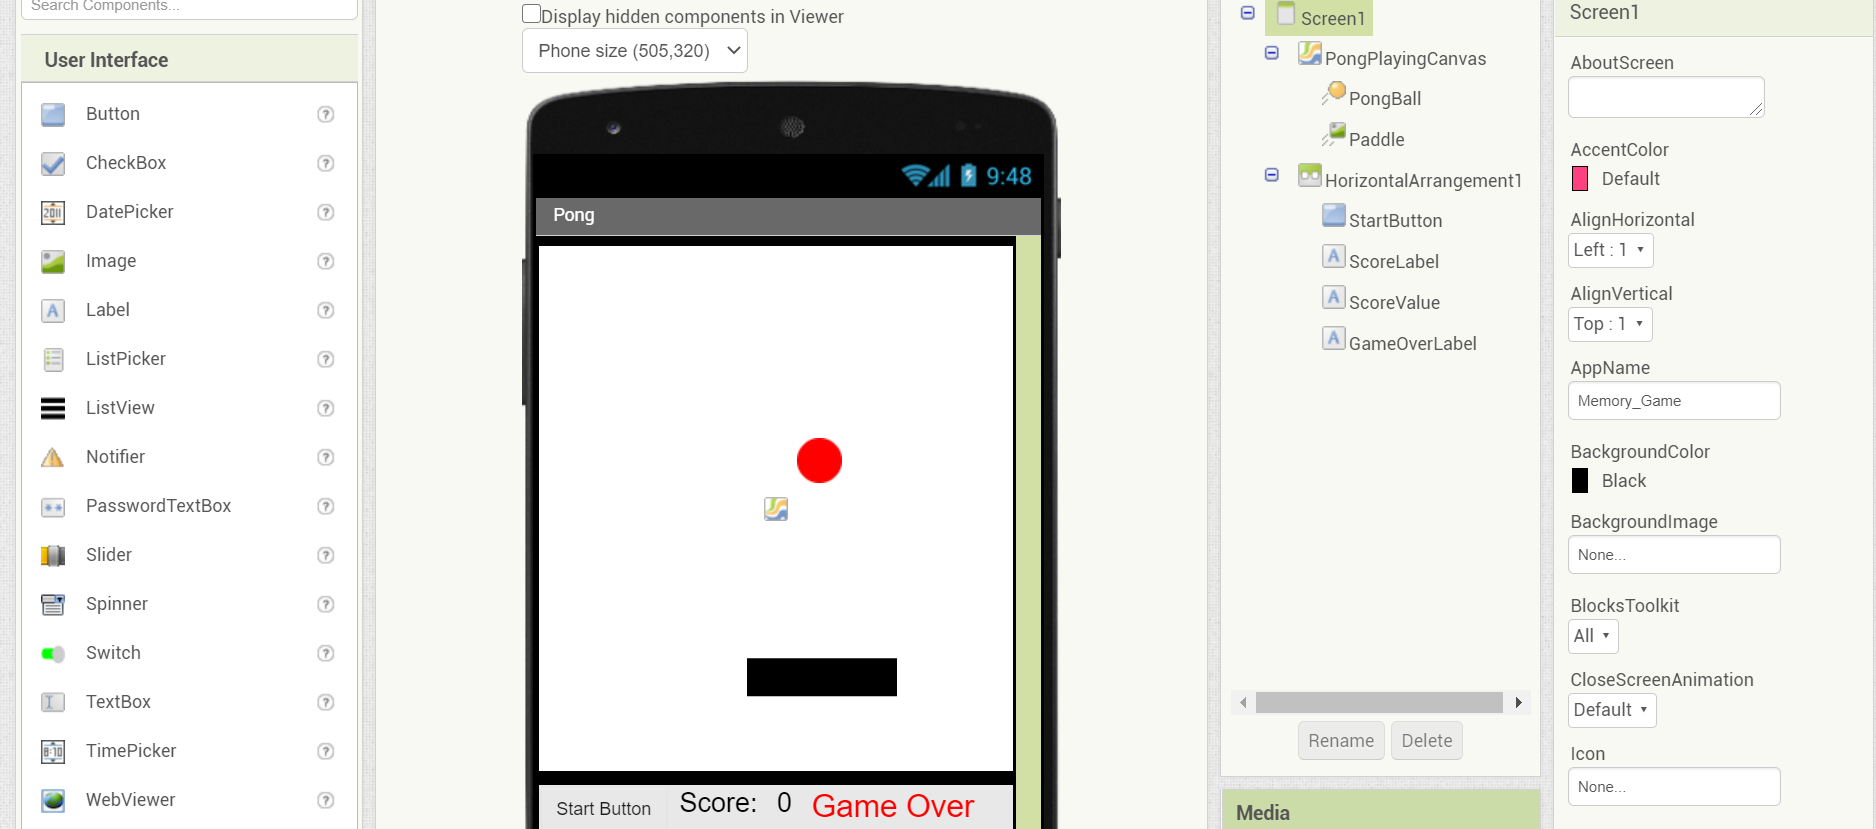 Search Components...
User Interface
Button
CheckBox
DatePicker
Image
Label
ListPicker
ListView
Notifier
PasswordTextBox
Slider
Spinner
Switch
TextBox
TimePicker
WebViewer
Display hidden components in Viewer
Phone size (505,320)
9:48
Pong
Start Button
Score: 0 Game Over
Screen1
PongPlayingCanvas
PongBall
Paddle
HorizontalArrangement1
StartButton
ScoreLabel
ScoreValue
GameOverLabel
Rename Delete
Media
Screen1
AboutScreen
AccentColor
Default
AlignHorizontal
Left : 1
AlignVertical
Top : 1
AppName
Memory_Game
BackgroundColor
Black
BackgroundImage
None...
BlocksToolkit
All
CloseScreenAnimation
Default
Icon
None...